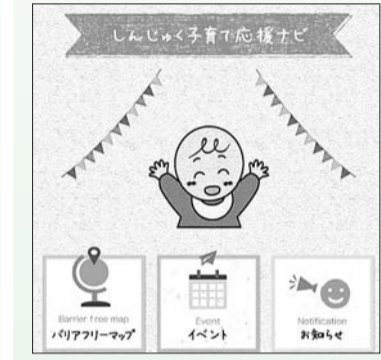 しんじゅく子育て応援ナビ
Barrier free map
バリアフリーマップ
Event
イベント
Notification
お知らせ